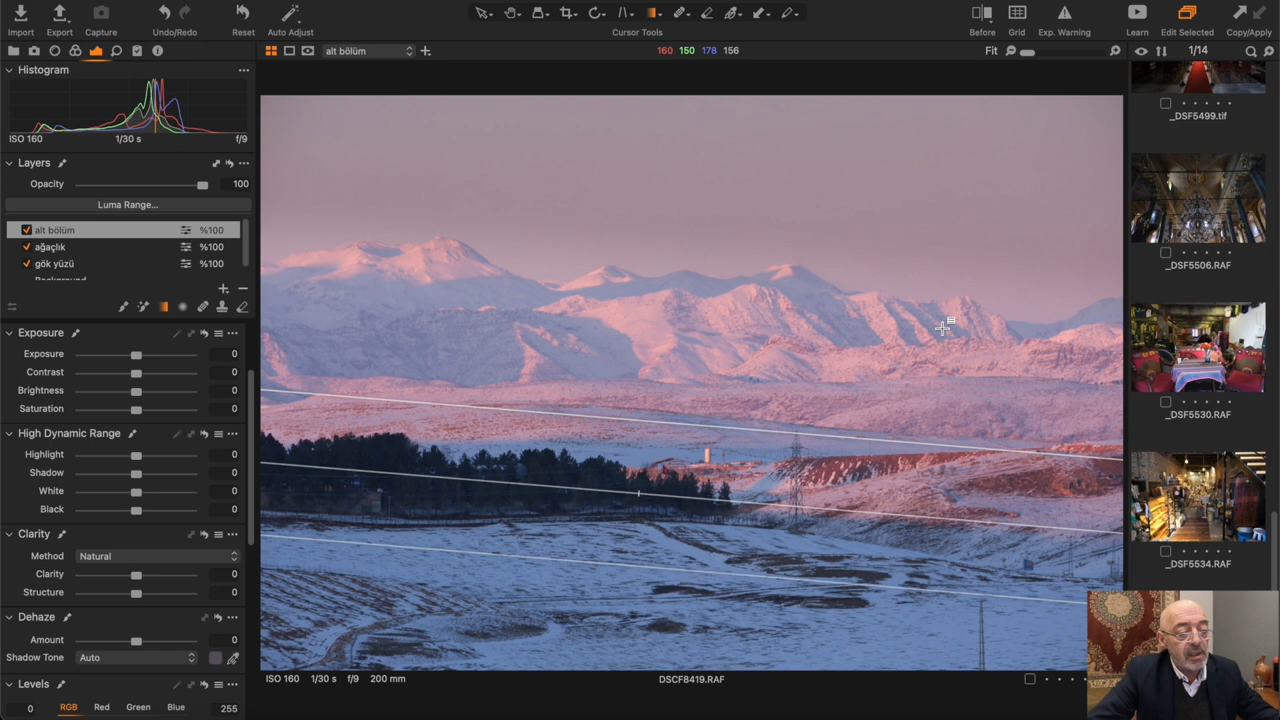 Import
Export
Capture
Undo/Redo
Reset
Auto Adjust
Cursor Tools
Before
Grid
Exp. Warning
Learn
Edit Selected
Copy/Apply
alt bölüm
160 150 178 156
Fit
1/14
Histogram
ISO 160
1/30 s
f/9
Layers
Opacity
100
Luma Range...
alt bölüm %100
ağaçlık %100
gök yüzü %100
Background
Exposure
Exposure 0
Contrast 0
Brightness 0
Saturation 0
High Dynamic Range
Highlight 0
Shadow 0
White 0
Black 0
Clarity
Method Natural
Clarity 0
Structure 0
Dehaze
Amount 0
Shadow Tone Auto
Levels
0 RGB Red Green Blue 255
ISO 160 1/30 s f/9 200 mm
DSCF8419.RAF
_DSF5499.tif
_DSF5506.RAF
_DSF5530.RAF
_DSF5534.RAF